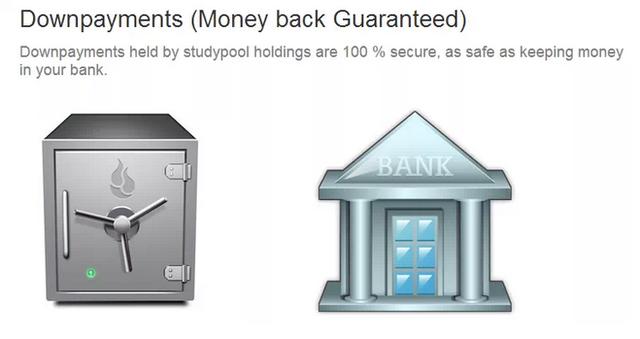 Downpayments (Money back Guaranteed)
Downpayments held by studypool holdings are 100 % secure, as safe as keeping money
in your bank.
BANK